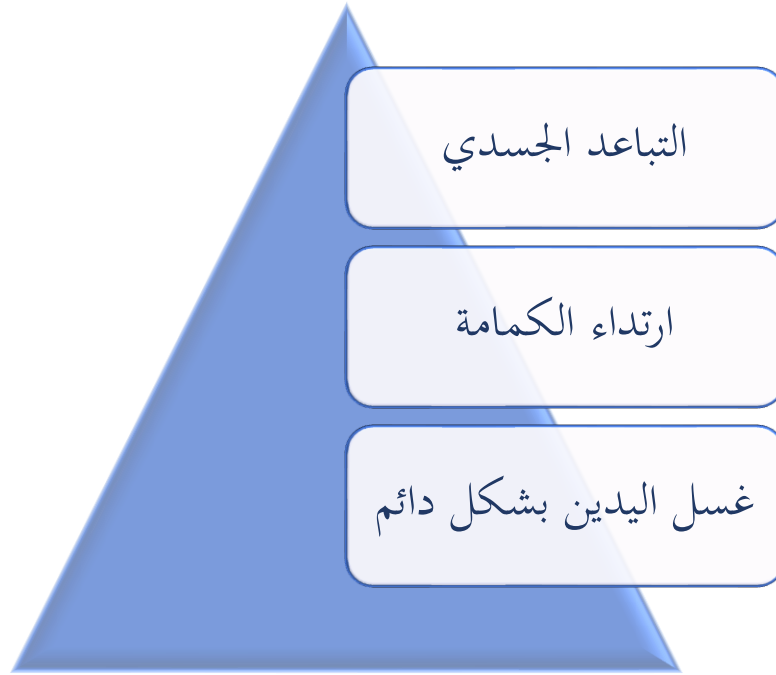 التباعد الجسدي
ارتداء الكمامة
غسل اليدين بشكل دائم